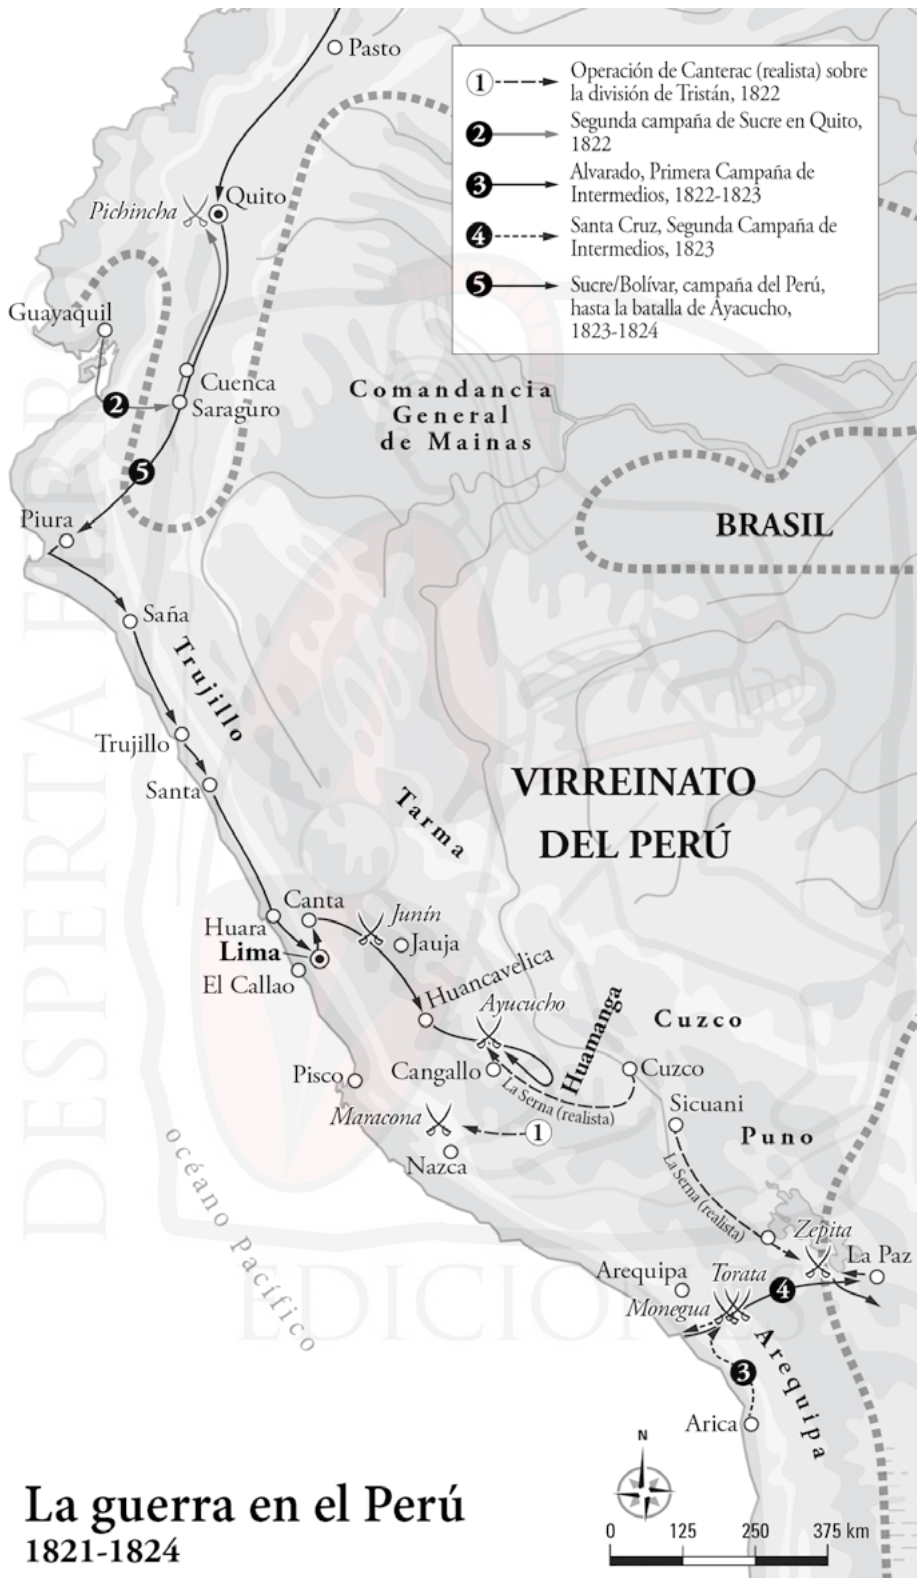 Pasto
1
Operación de Canterac (realista) sobre
la división de Tristán, 1822
2
Segunda campaña de Sucre en Quito,
1822
3
Alvarado, Primera Campaña de
Intermedios, 1822-1823
4
Santa Cruz, Segunda Campaña de
Intermedios, 1823
5
Sucre/Bolívar, campaña del Perú,
hasta la batalla de Ayacucho,
1823-1824
Quito
Pichincha
Guayaquil
Cuenca
Saraguro
2
Comandancia
General
de Mainas
5
Piura
BRASIL
Saña
Trujillo
Trujillo
Santa
VIRREINATO
DEL PERÚ
Tarma
Canta
Huara
Junín
Lima
Jauja
El Callao
Huancavelica
Ayucucho
Huamanga
Cuzco
Pisco
Cangallo
Cuzco
La Serna (realista)
Maracona
1
Sicuani
Nazca
Puno
La Serna (realista)
océano Pacífico
Zepita
La Paz
Arequipa
Torata
4
Monegua
Arequipa
3
Arica
N
La guerra en el Perú
1821-1824
0 125 250 375 km
DESPERTA FERRO
EDICIONES